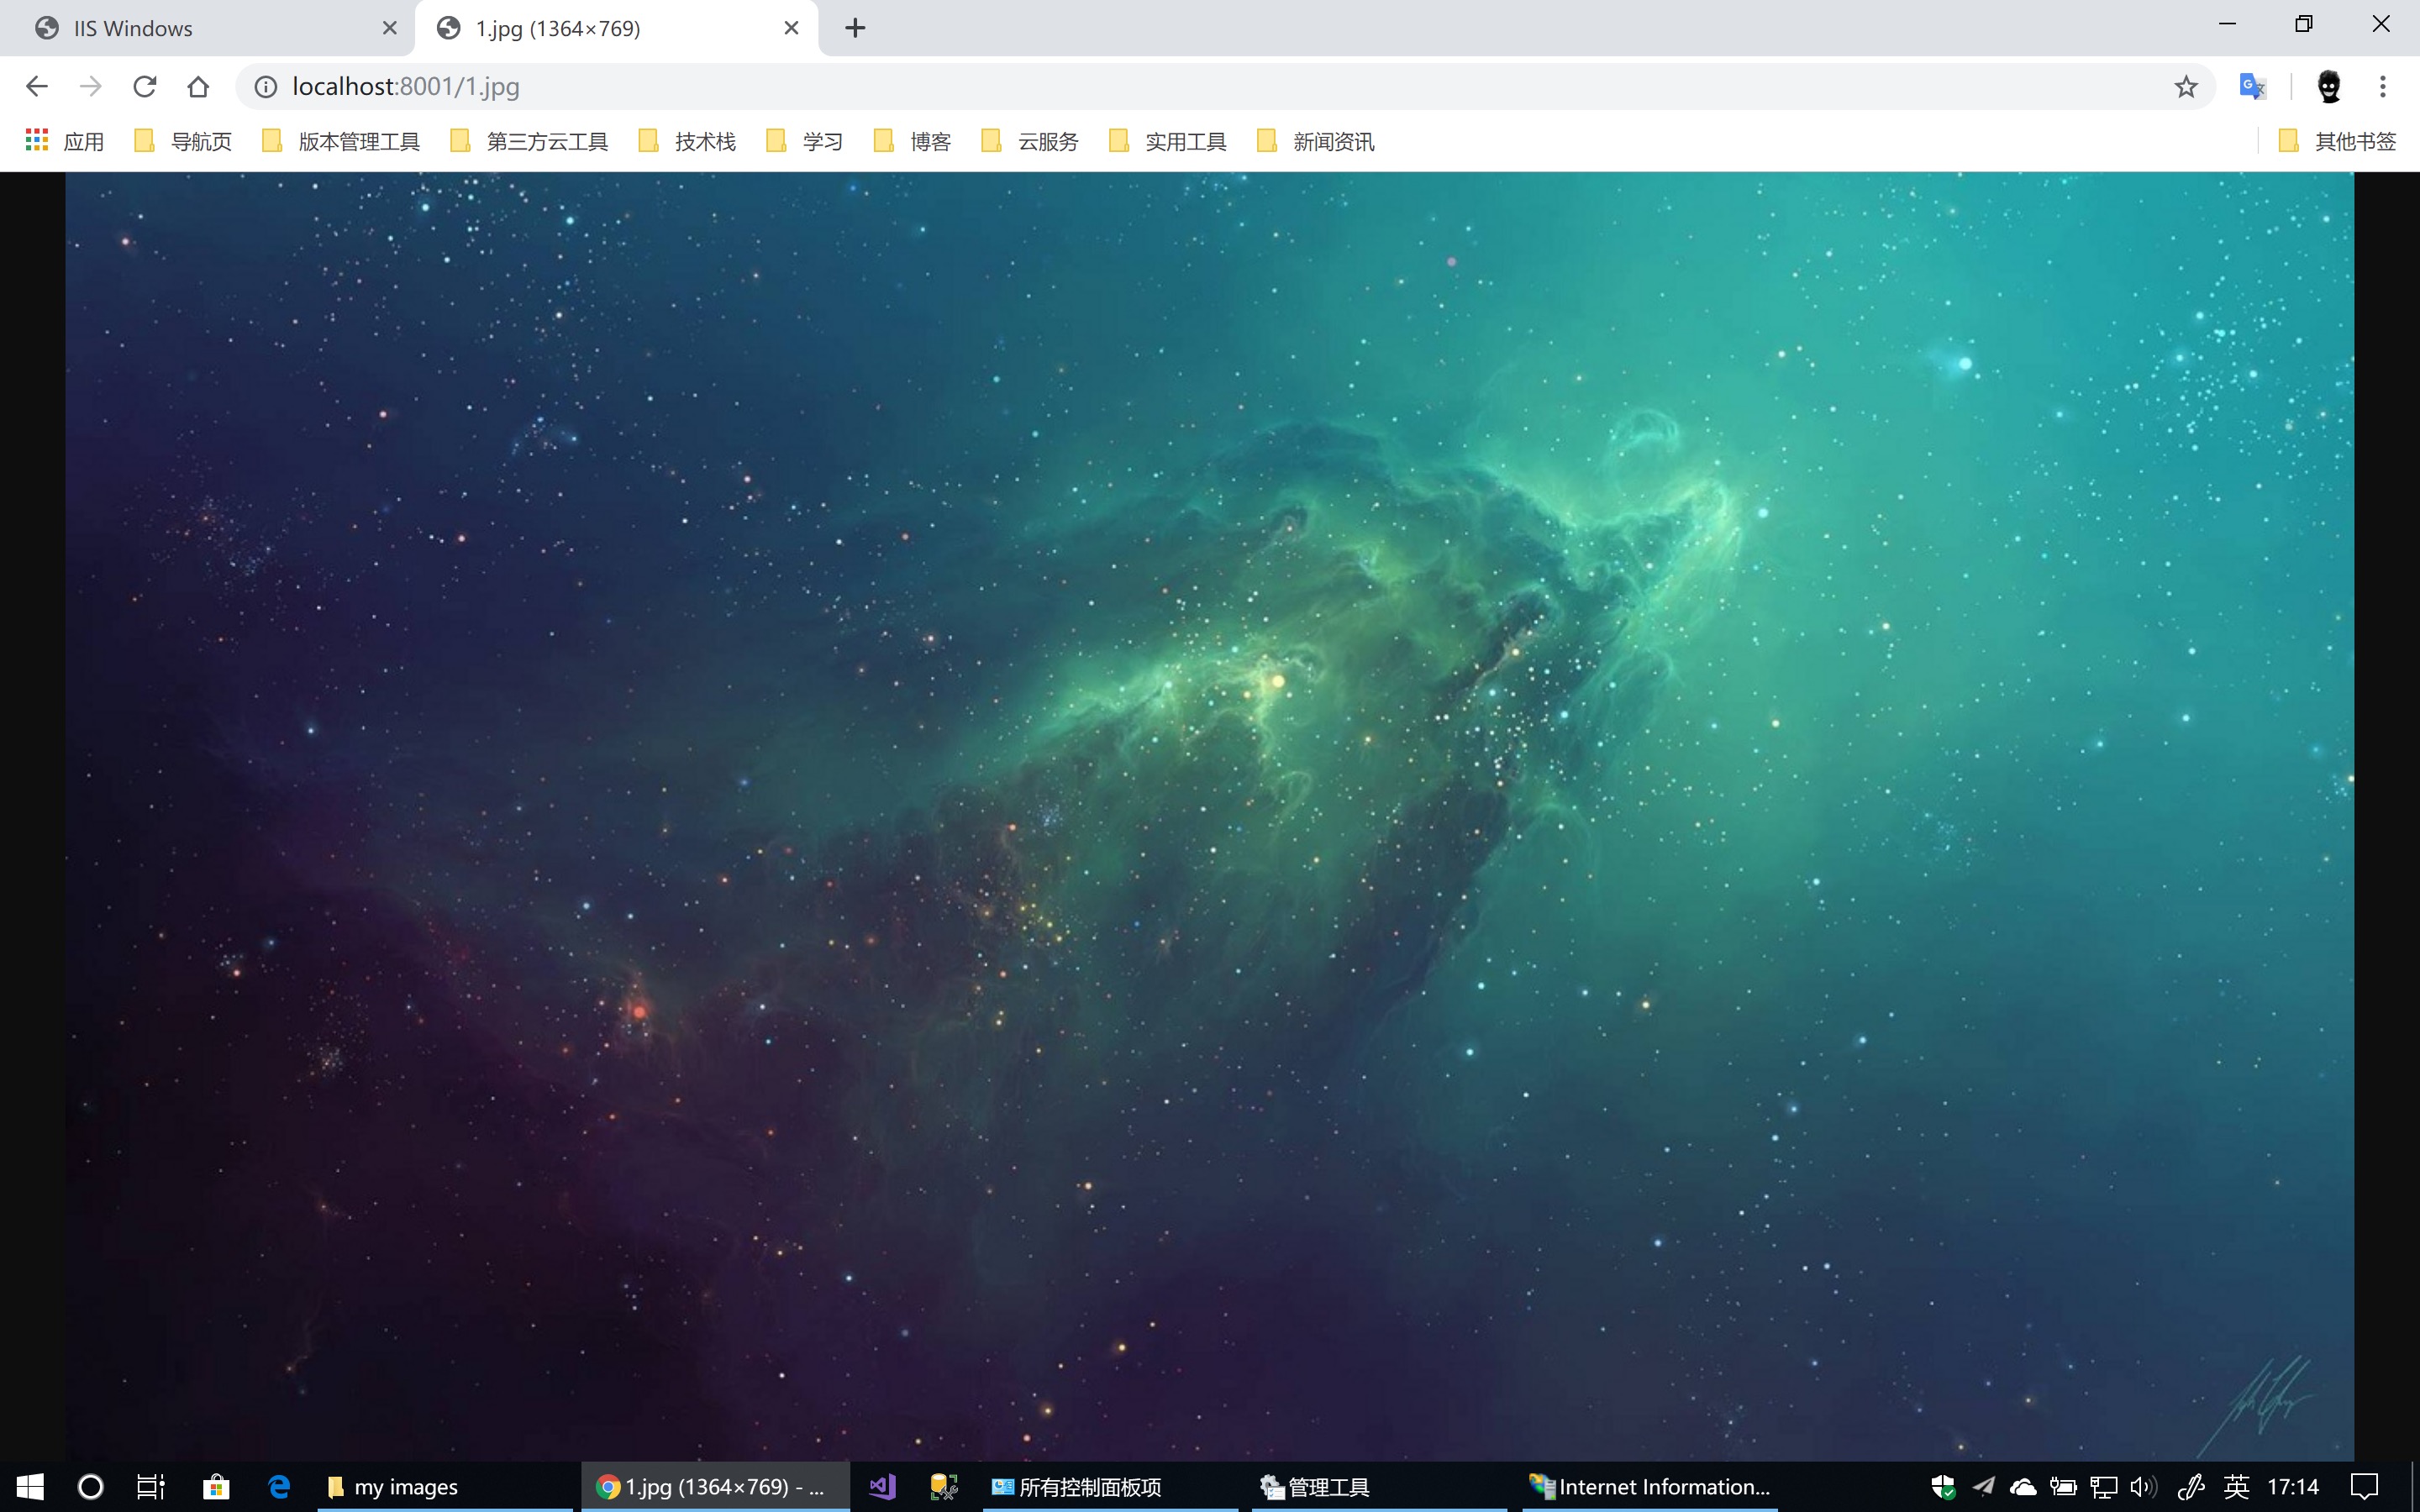 IIS Windows
1.jpg (1364×769)
localhost:8001/1.jpg
应用 导航页 版本管理工具 第三方云工具 技术栈 学习 博客 云服务 实用工具 新闻资讯 其他书签
my images 1.jpg (1364×769) - ... 所有控制面板项 管理工具 Internet Information... 英 17:14